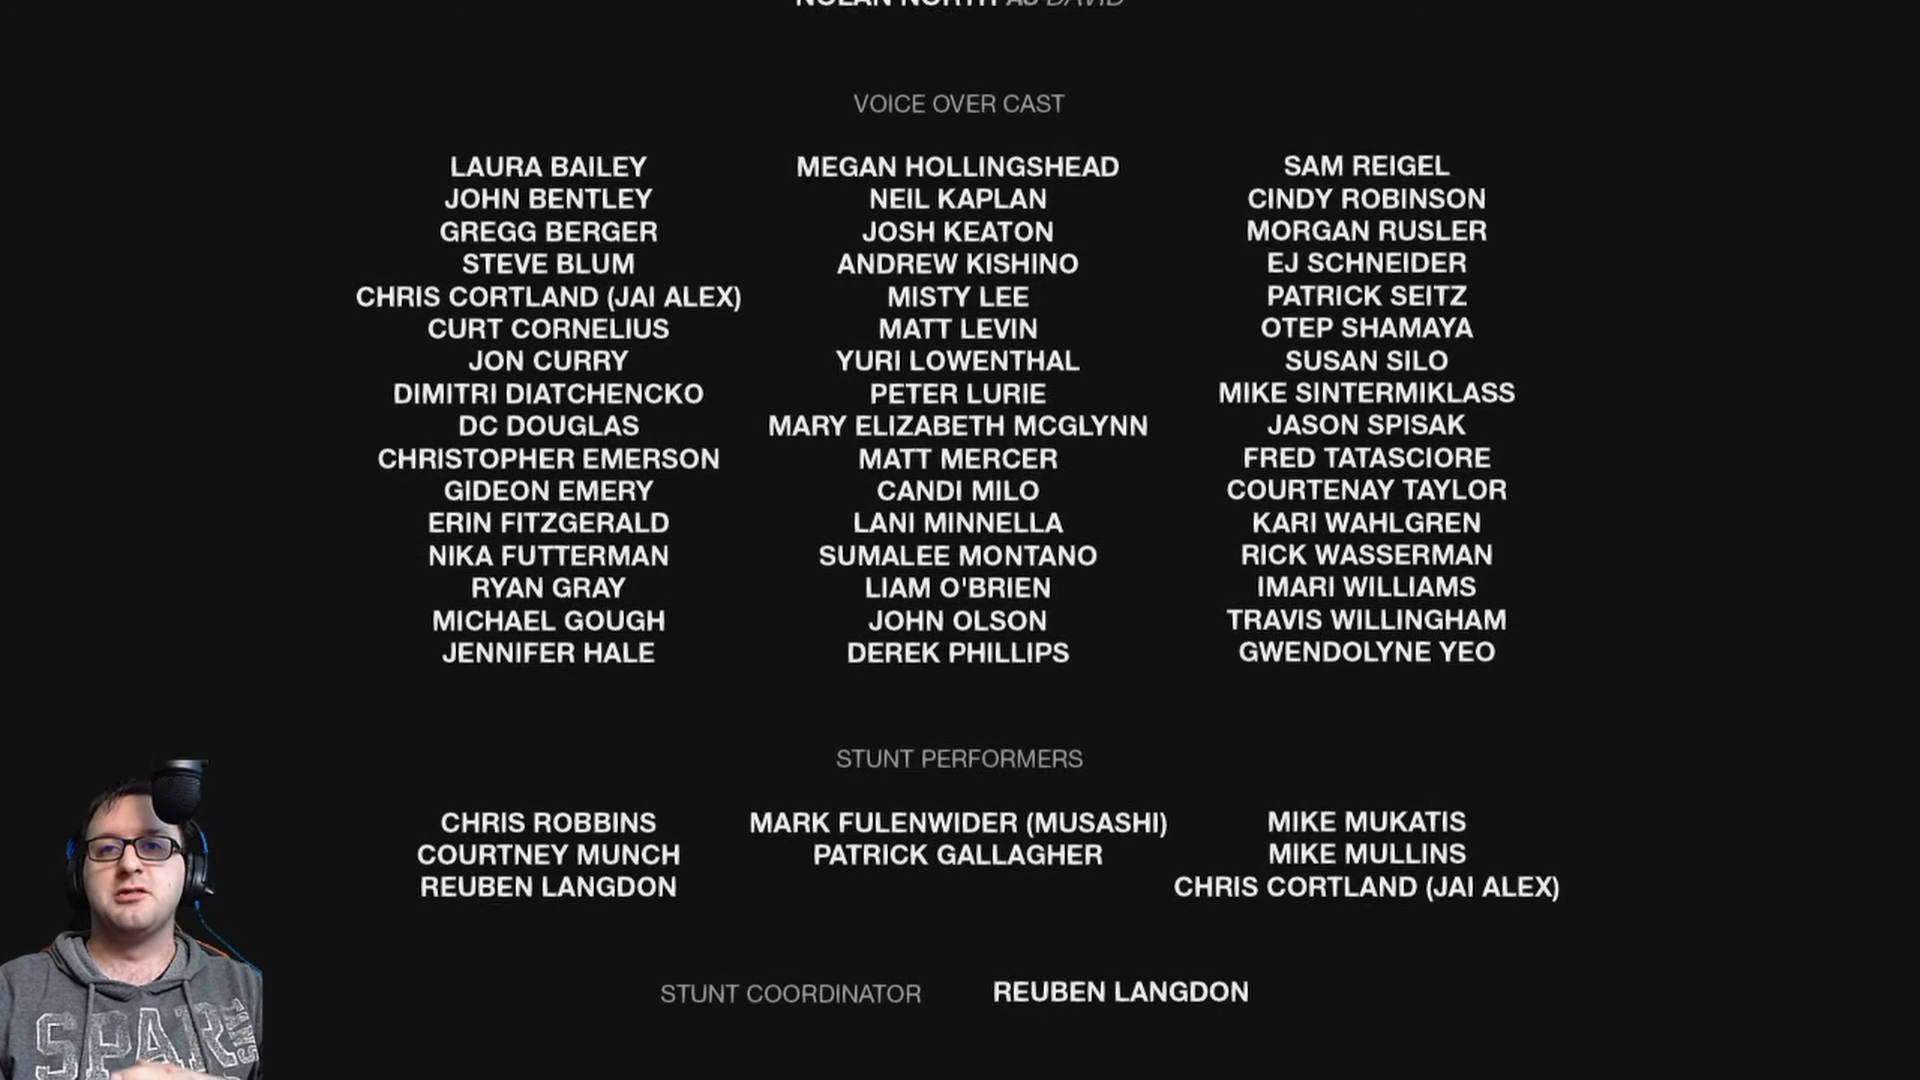 NOLAN NORTH AS DAVID
VOICE OVER CAST
LAURA BAILEY
JOHN BENTLEY
GREGG BERGER
STEVE BLUM
CHRIS CORTLAND (JAI ALEX)
CURT CORNELIUS
JON CURRY
DIMITRI DIATCHENCKO
DC DOUGLAS
CHRISTOPHER EMERSON
GIDEON EMERY
ERIN FITZGERALD
NIKA FUTTERMAN
RYAN GRAY
MICHAEL GOUGH
JENNIFER HALE
MEGAN HOLLINGSHEAD
NEIL KAPLAN
JOSH KEATON
ANDREW KISHINO
MISTY LEE
MATT LEVIN
YURI LOWENTHAL
PETER LURIE
MARY ELIZABETH MCGLYNN
MATT MERCER
CANDI MILO
LANI MINNELLA
SUMALEE MONTANO
LIAM O'BRIEN
JOHN OLSON
DEREK PHILLIPS
SAM REIGEL
CINDY ROBINSON
MORGAN RUSLER
EJ SCHNEIDER
PATRICK SEITZ
OTEP SHAMAYA
SUSAN SILO
MIKE SINTERMIKLASS
JASON SPISAK
FRED TATASCIORE
COURTENAY TAYLOR
KARI WAHLGREN
RICK WASSERMAN
IMARI WILLIAMS
TRAVIS WILLINGHAM
GWENDOLYNE YEO
STUNT PERFORMERS
CHRIS ROBBINS
COURTNEY MUNCH
REUBEN LANGDON
MARK FULENWIDER (MUSASHI)
PATRICK GALLAGHER
MIKE MUKATIS
MIKE MULLINS
CHRIS CORTLAND (JAI ALEX)
STUNT COORDINATOR REUBEN LANGDON